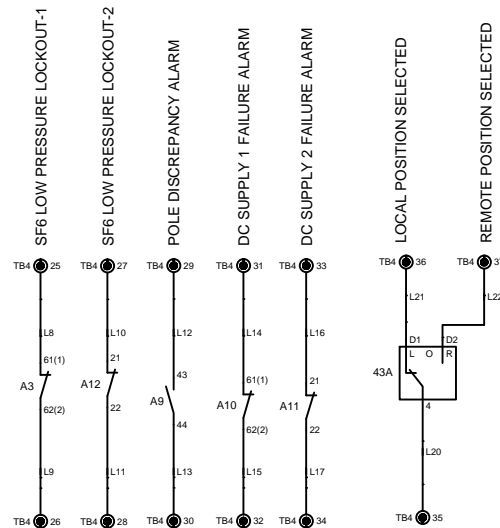 SF6 LOW PRESSURE LOCKOUT-1
SF6 LOW PRESSURE LOCKOUT-2
POLE DISCREPANCY ALARM
DC SUPPLY 1 FAILURE ALARM
DC SUPPLY 2 FAILURE ALARM
LOCAL POSITION SELECTED
REMOTE POSITION SELECTED
TB4 25
TB4 27
TB4 29
TB4 31
TB4 33
TB4 36
TB4
L21
L22
L8
L10
L12
L14
L16
D1
D2
L O R
61(1)
21
43
61(1)
21
43A
A3
A12
A9
A10
A11
62(2)
22
44
62(2)
22
4
L20
L9
L11
L13
L15
L17
TB4 26
TB4 28
TB4 30
TB4 32
TB4 34
TB4 35